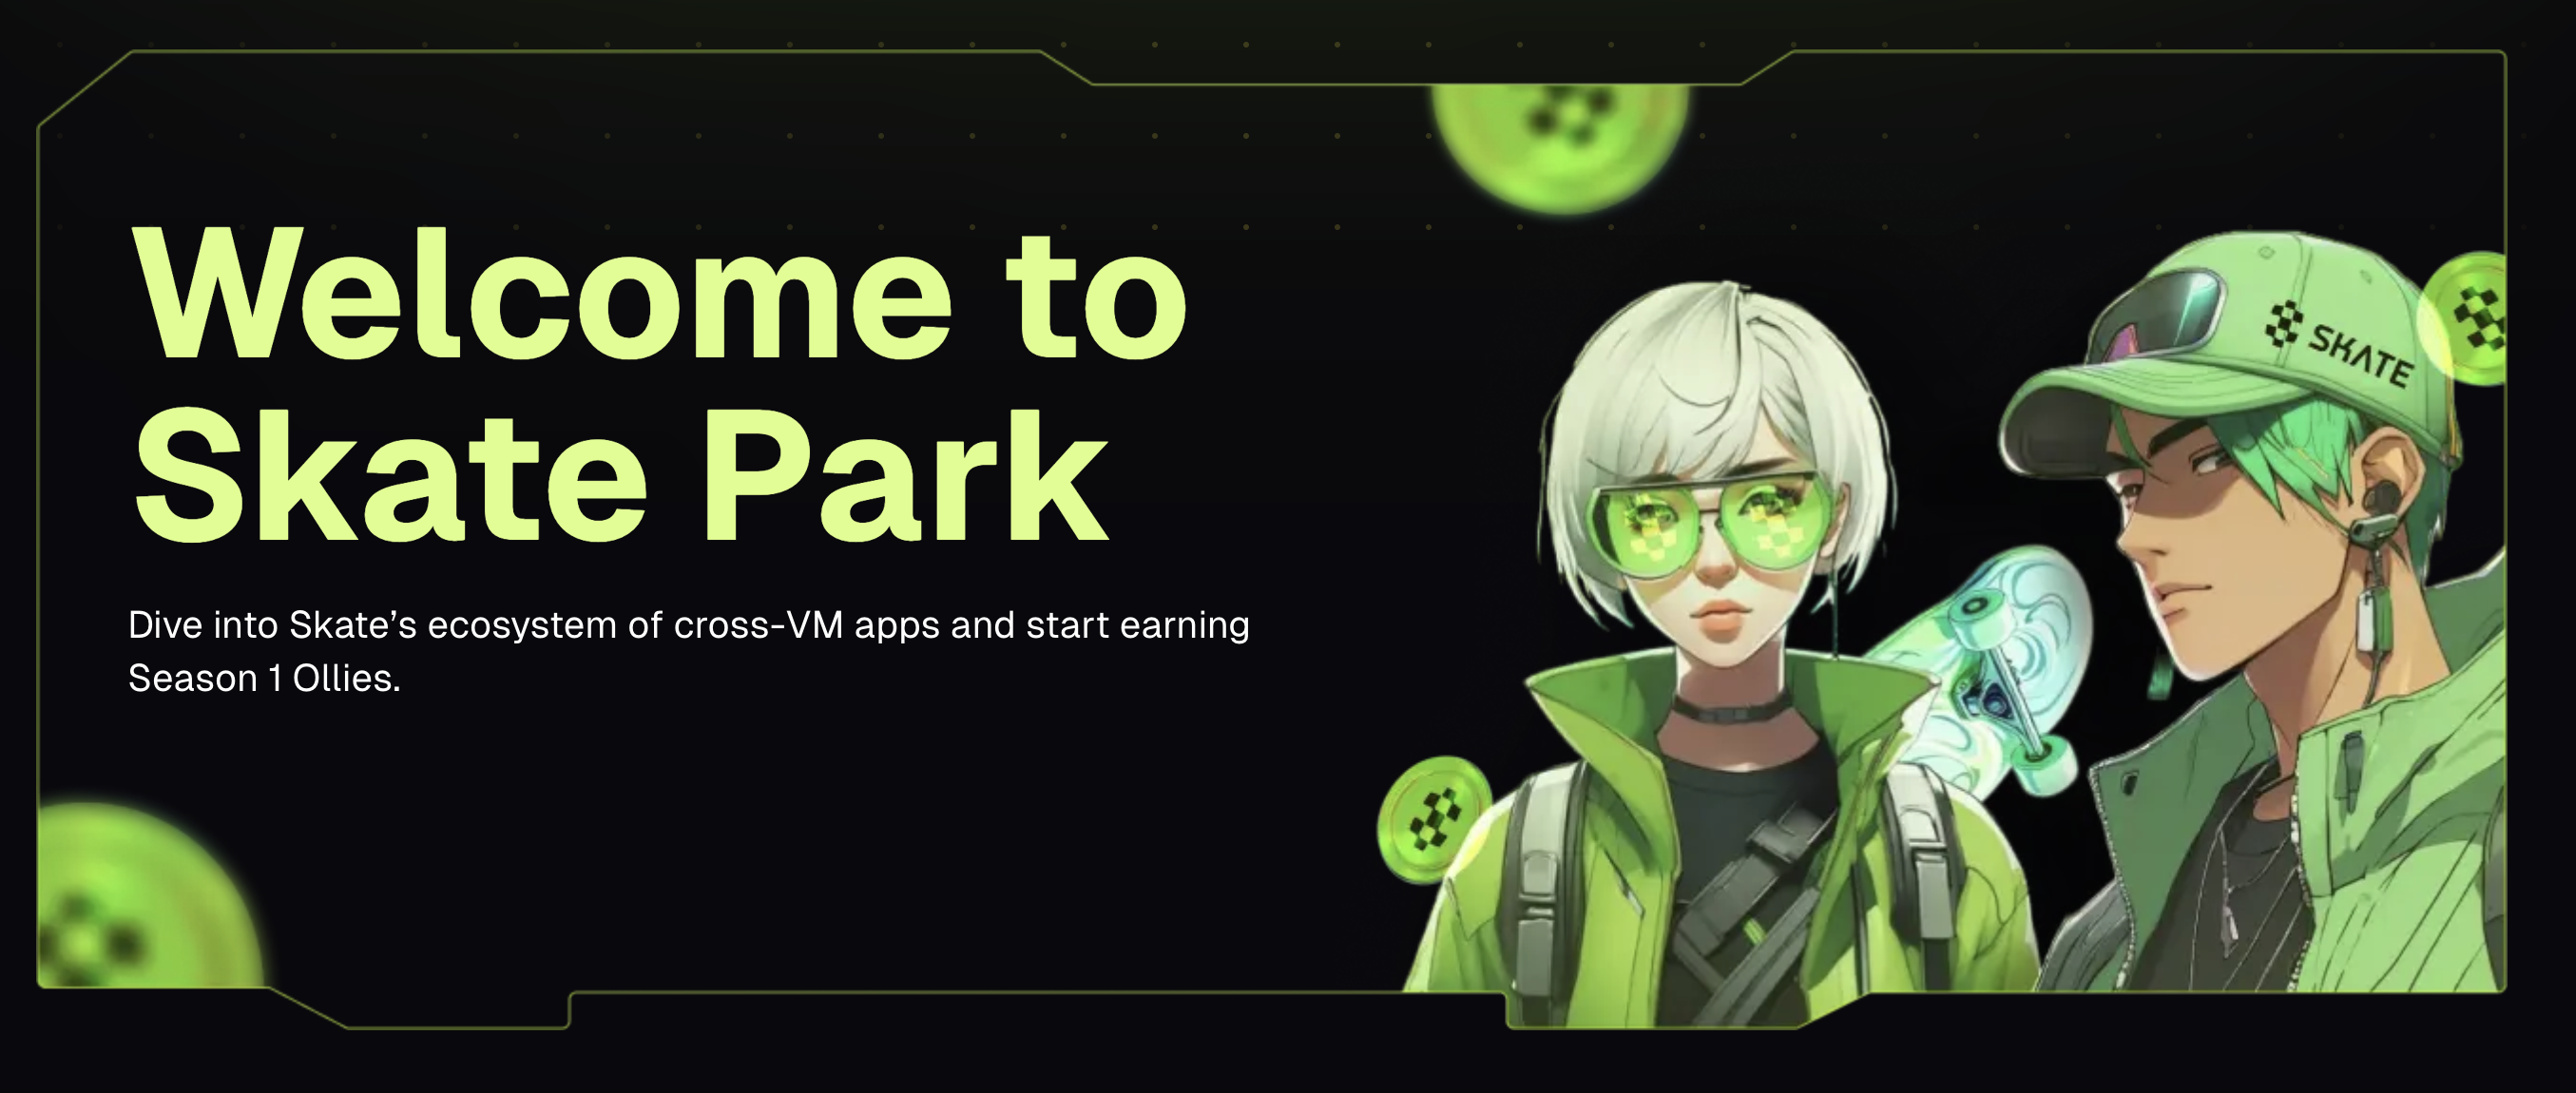 Welcome to
Skate Park
Dive into Skate’s ecosystem of cross-VM apps and start earning
Season 1 Ollies.
SKATE